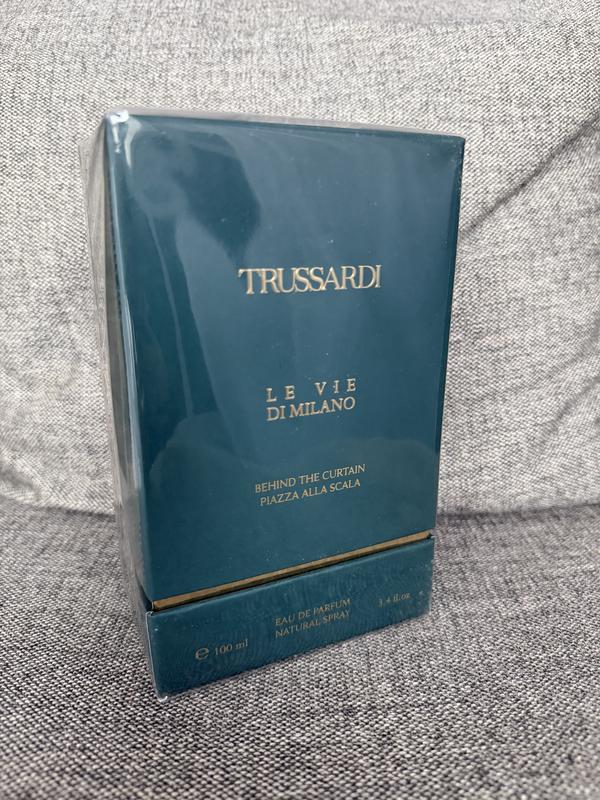 TRUSSARDI
LE VIE
DI MILANO
BEHIND THE CURTAIN
PIAZZA ALLA SCALA
EAU DE PARFUM
NATURAL SPRAY
℮ 100 ml
3.4 fl.oz